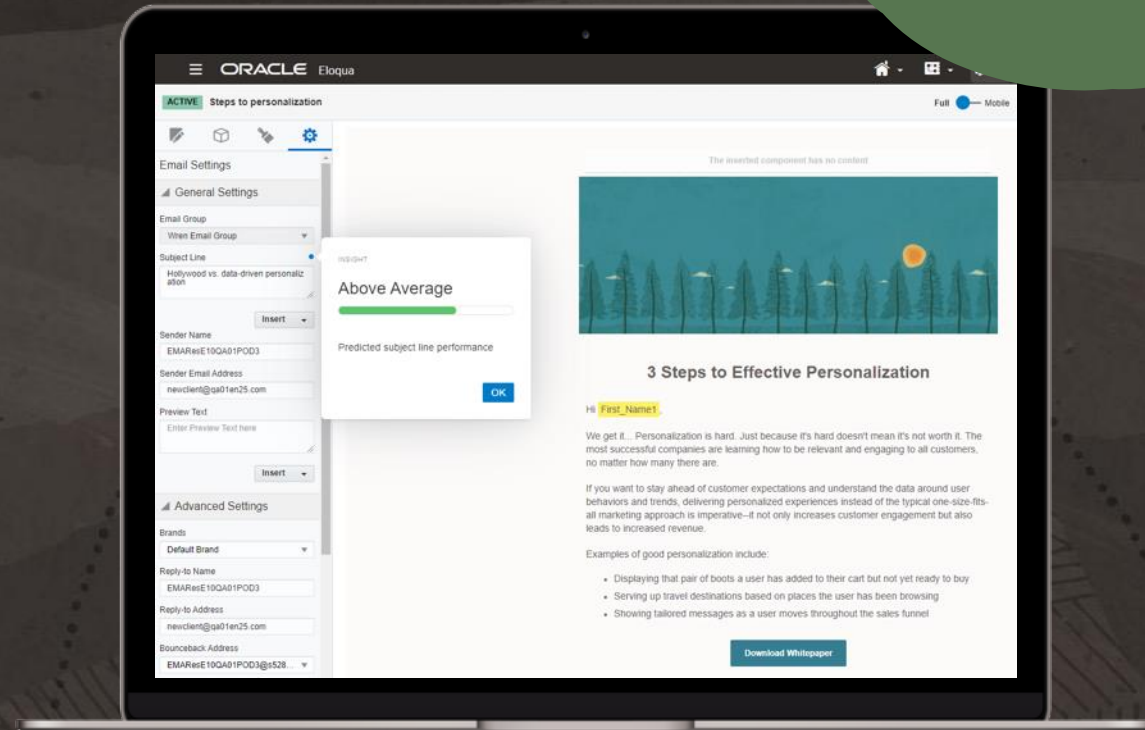 ORACLE Eloqua
ACTIVE Steps to personalization
Full Mobile
Email Settings
General Settings
Email Group
Wren Email Group
Subject Line
Hollywood vs. data-driven personaliz
ation
Insert
Sender Name
EMAResE10QA01POD3
Sender Email Address
newclient@qa01en25.com
Preview Text
Enter Preview Text here
Insert
Advanced Settings
Brands
Default Brand
Reply-to Name
EMAResE10QA01POD3
Reply-to Address
newclient@qa01en25.com
Bounceback Address
EMAResE10QA01POD3@s528...
INSIGHT
Above Average
Predicted subject line performance
OK
The inserted component has no content
3 Steps to Effective Personalization
Hi First_Name1,
We get it... Personalization is hard. Just because it's hard doesn't mean it's not worth it. The
most successful companies are learning how to be relevant and engaging to all customers,
no matter how many there are.
If you want to stay ahead of customer expectations and understand the data around user
behaviors and trends, delivering personalized experiences instead of the typical one-size-fits-
all marketing approach is imperative–it not only increases customer engagement but also
leads to increased revenue.
Examples of good personalization include:
• Displaying that pair of boots a user has added to their cart but not yet ready to buy
• Serving up travel destinations based on places the user has been browsing
• Showing tailored messages as a user moves throughout the sales funnel
Download Whitepaper